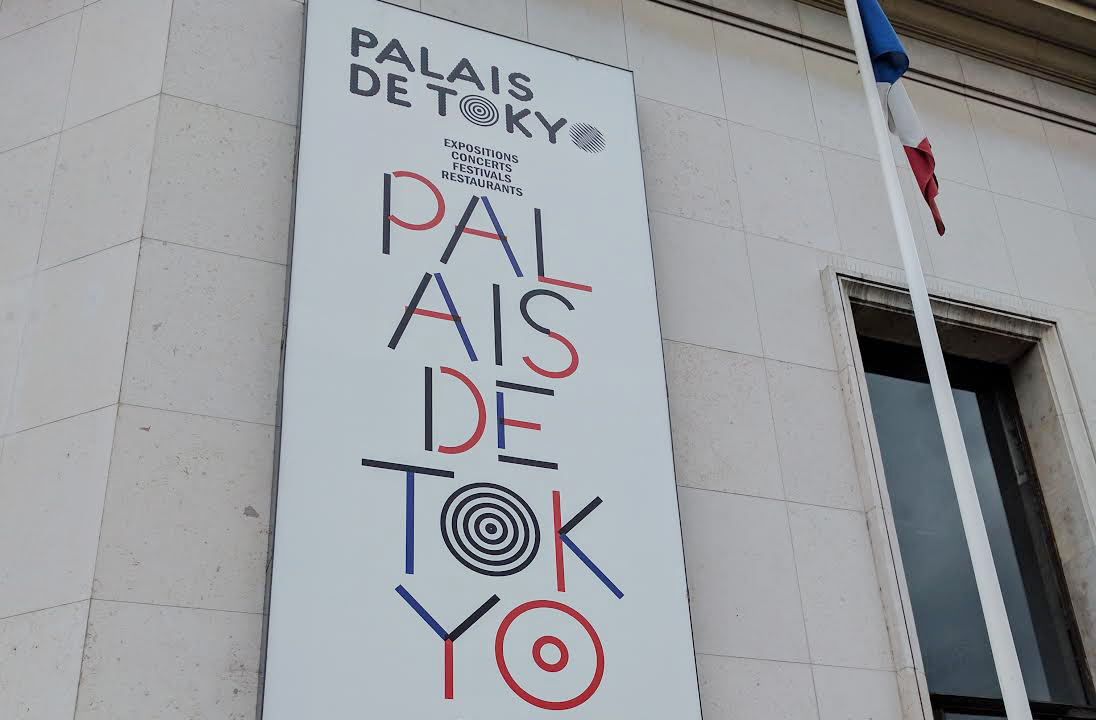 PALAIS
DE TOKYO
EXPOSITIONS
CONCERTS
FESTIVALS
RESTAURANTS
PAL
AIS
DE
TOK
YO